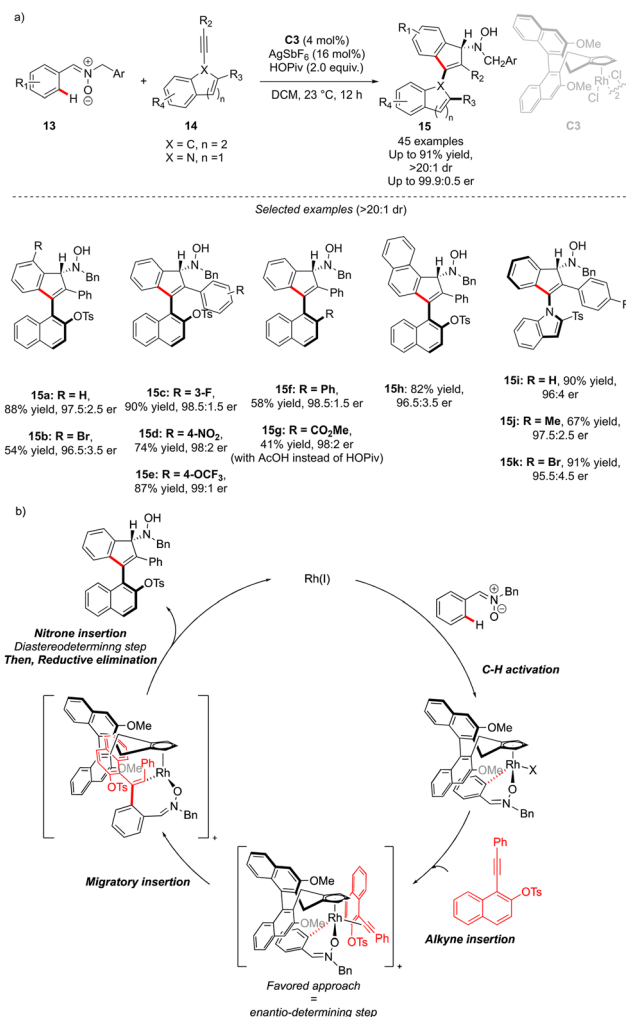 a)
R1
H
N
⊕
O
⊖
Ar
13
+
R2
X
R3
R4
n
14
X = C, n = 2
X = N, n =1
C3 (4 mol%)
AgSbF6 (16 mol%)
HOPiv (2.0 equiv.)
DCM, 23 °C, 12 h
R1
H
OH
N
CH2Ar
R2
X
R3
R4
n
15
45 examples
Up to 91% yield,
>20:1 dr
Up to 99.9:0.5 er
OMe
OMe
Cl
Rh
Cl
2
C3
Selected examples (>20:1 dr)
R
H
OH
N
Bn
Ph
OTs
15a: R = H,
88% yield, 97.5:2.5 er
15b: R = Br,
54% yield, 96.5:3.5 er
H
OH
N
Bn
R
OTs
15c: R = 3-F,
90% yield, 98.5:1.5 er
15d: R = 4-NO2,
74% yield, 98:2 er
15e: R = 4-OCF3,
87% yield, 99:1 er
H
OH
N
Bn
Ph
R
15f: R = Ph,
58% yield, 98.5:1.5 er
15g: R = CO2Me,
41% yield, 98:2 er
(with AcOH instead of HOPiv)
H
OH
N
Bn
Ph
OTs
15h: 82% yield,
96.5:3.5 er
H
OH
N
Bn
N
Ts
R
15i: R = H, 90% yield,
96:4 er
15j: R = Me, 67% yield,
97.5:2.5 er
15k: R = Br, 91% yield,
95.5:4.5 er
b)
H
OH
N
Bn
Ph
OTs
Nitrone insertion
Diastereodeterminng step
Then, Reductive elimination
Rh(I)
Bn
N
⊕
O
⊖
H
C-H activation
OMe
OMe
Rh
X
O
N
Bn
Ph
OTs
Alkyne insertion
OMe
OMe
Rh
Ph
OTs
O
N
Bn
+
Favored approach
=
enantio-determining step
Migratory insertion
OMe
OMe
Ph
Rh
OTs
O
N
Bn
+